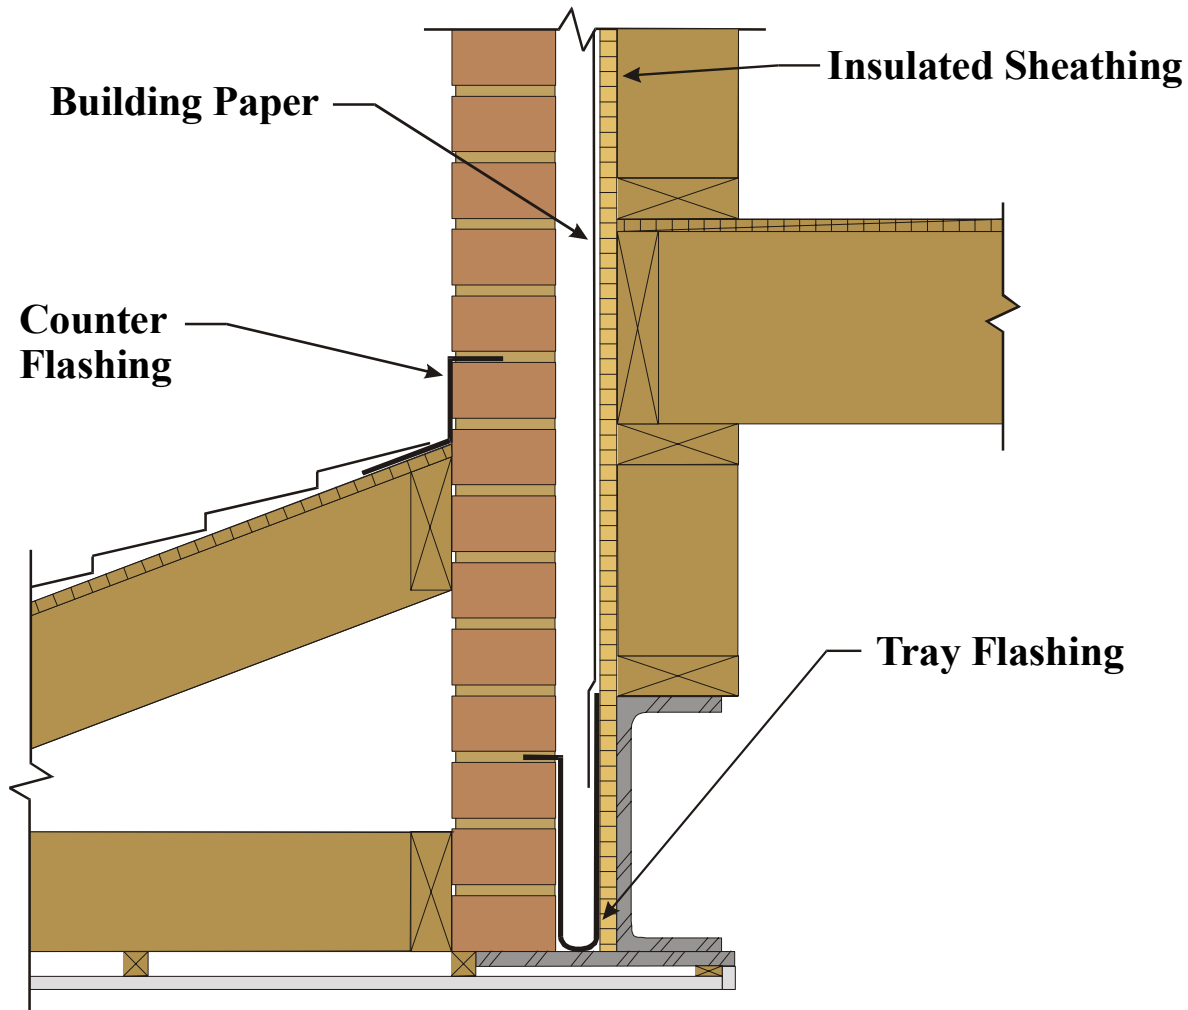 Insulated Sheathing
Building Paper
Counter
Flashing
Tray Flashing